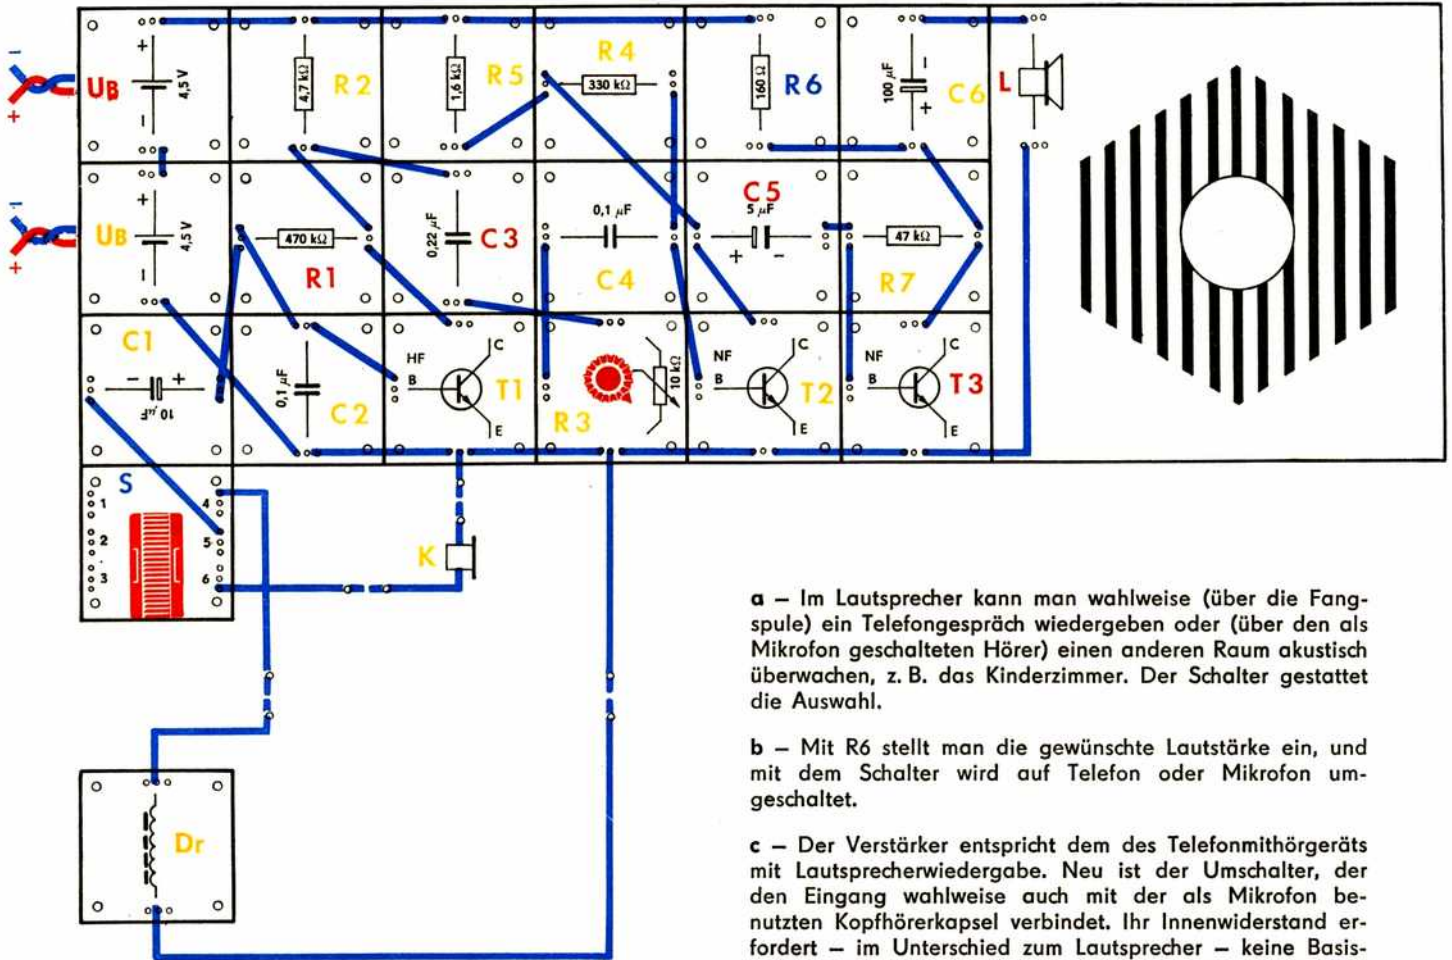 –
+
UB
+
–
4,5 V
4,7 kΩ
R2
1,6 kΩ
R5
R4
330 kΩ
160 Ω
R6
100 µF
–
+
C6
L
–
+
UB
+
–
4,5 V
470 kΩ
R1
0,22 µF
C3
0,1 µF
C4
C5
5 µF
+ –
47 kΩ
R7
C1
– +
10 µF
0,1 µF
C2
HF
B
C
E
T1
R3
10 kΩ
NF
B
C
E
T2
NF
B
C
E
T3
S
1
2
3
4
5
6
K
Dr
a – Im Lautsprecher kann man wahlweise (über die Fang-
spule) ein Telefongespräch wiedergeben oder (über den als
Mikrofon geschalteten Hörer) einen anderen Raum akustisch
überwachen, z. B. das Kinderzimmer. Der Schalter gestattet
die Auswahl.
b – Mit R6 stellt man die gewünschte Lautstärke ein, und
mit dem Schalter wird auf Telefon oder Mikrofon um-
geschaltet.
c – Der Verstärker entspricht dem des Telefonmithörgeräts
mit Lautsprecherwiedergabe. Neu ist der Umschalter, der
den Eingang wahlweise auch mit der als Mikrofon be-
nutzten Kopfhörerkapsel verbindet. Ihr Innenwiderstand er-
fordert – im Unterschied zum Lautsprecher – keine Basis-